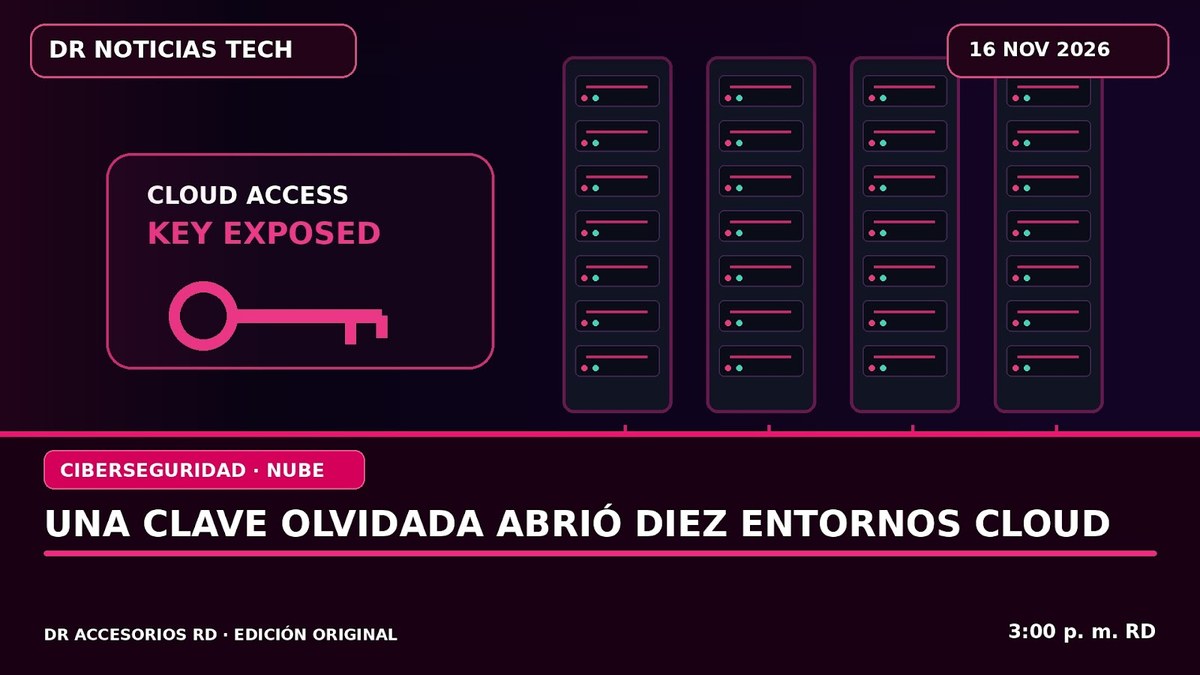 DR NOTICIAS TECH
16 NOV 2026
CLOUD ACCESS
KEY EXPOSED
CIBERSEGURIDAD · NUBE
UNA CLAVE OLVIDADA ABRIÓ DIEZ ENTORNOS CLOUD
DR ACCESORIOS RD · EDICIÓN ORIGINAL
3:00 p. m. RD